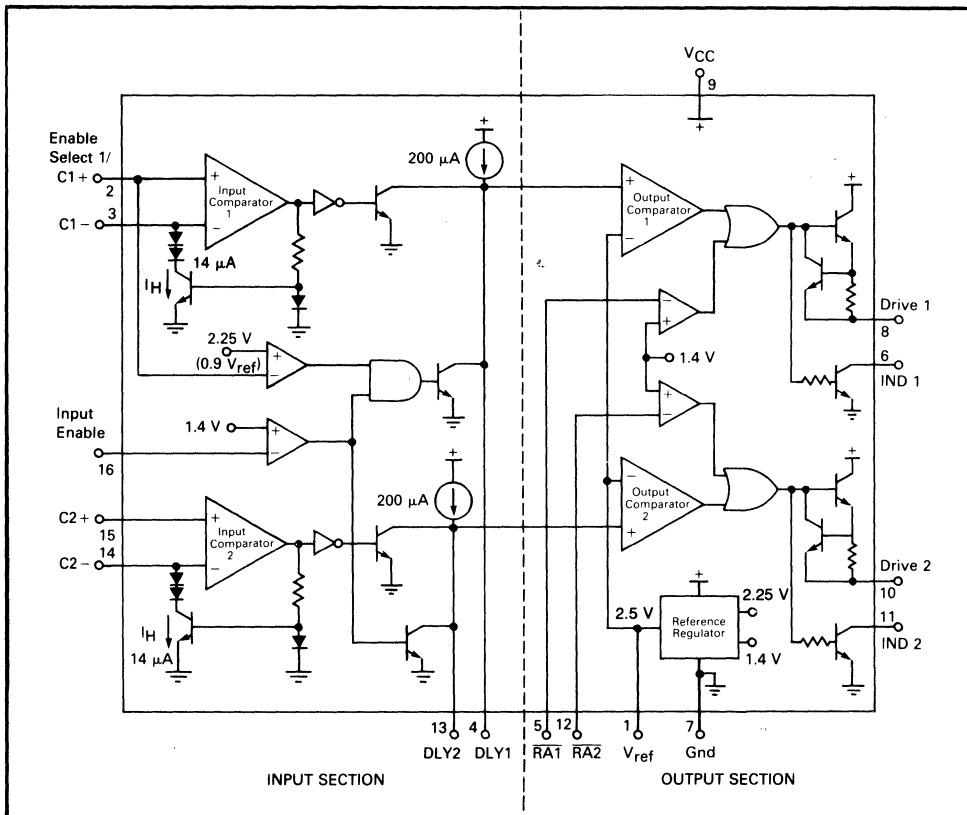 VCC
9
+
Enable
Select 1/
C1+
2
3
C1−
+
Input
Comparator
1
−
14 μA
IH
+
200 μA
2.25 V
(0.9 Vref)
+
−
Input
Enable
16
1.4 V
+
−
+
200 μA
C2+
15
14
C2−
+
Input
Comparator
2
−
IH
14 μA
+
Output
Comparator
1
−
−
+
1.4 V
+
−
−
Output
Comparator
2
+
+
Drive 1
8
6
IND 1
+
Drive 2
10
11
IND 2
+
2.5 V
Reference
Regulator
2.25 V
1.4 V
13
4
5
12
1
7
DLY2
DLY1
RA1
RA2
Vref
Gnd
INPUT SECTION
OUTPUT SECTION